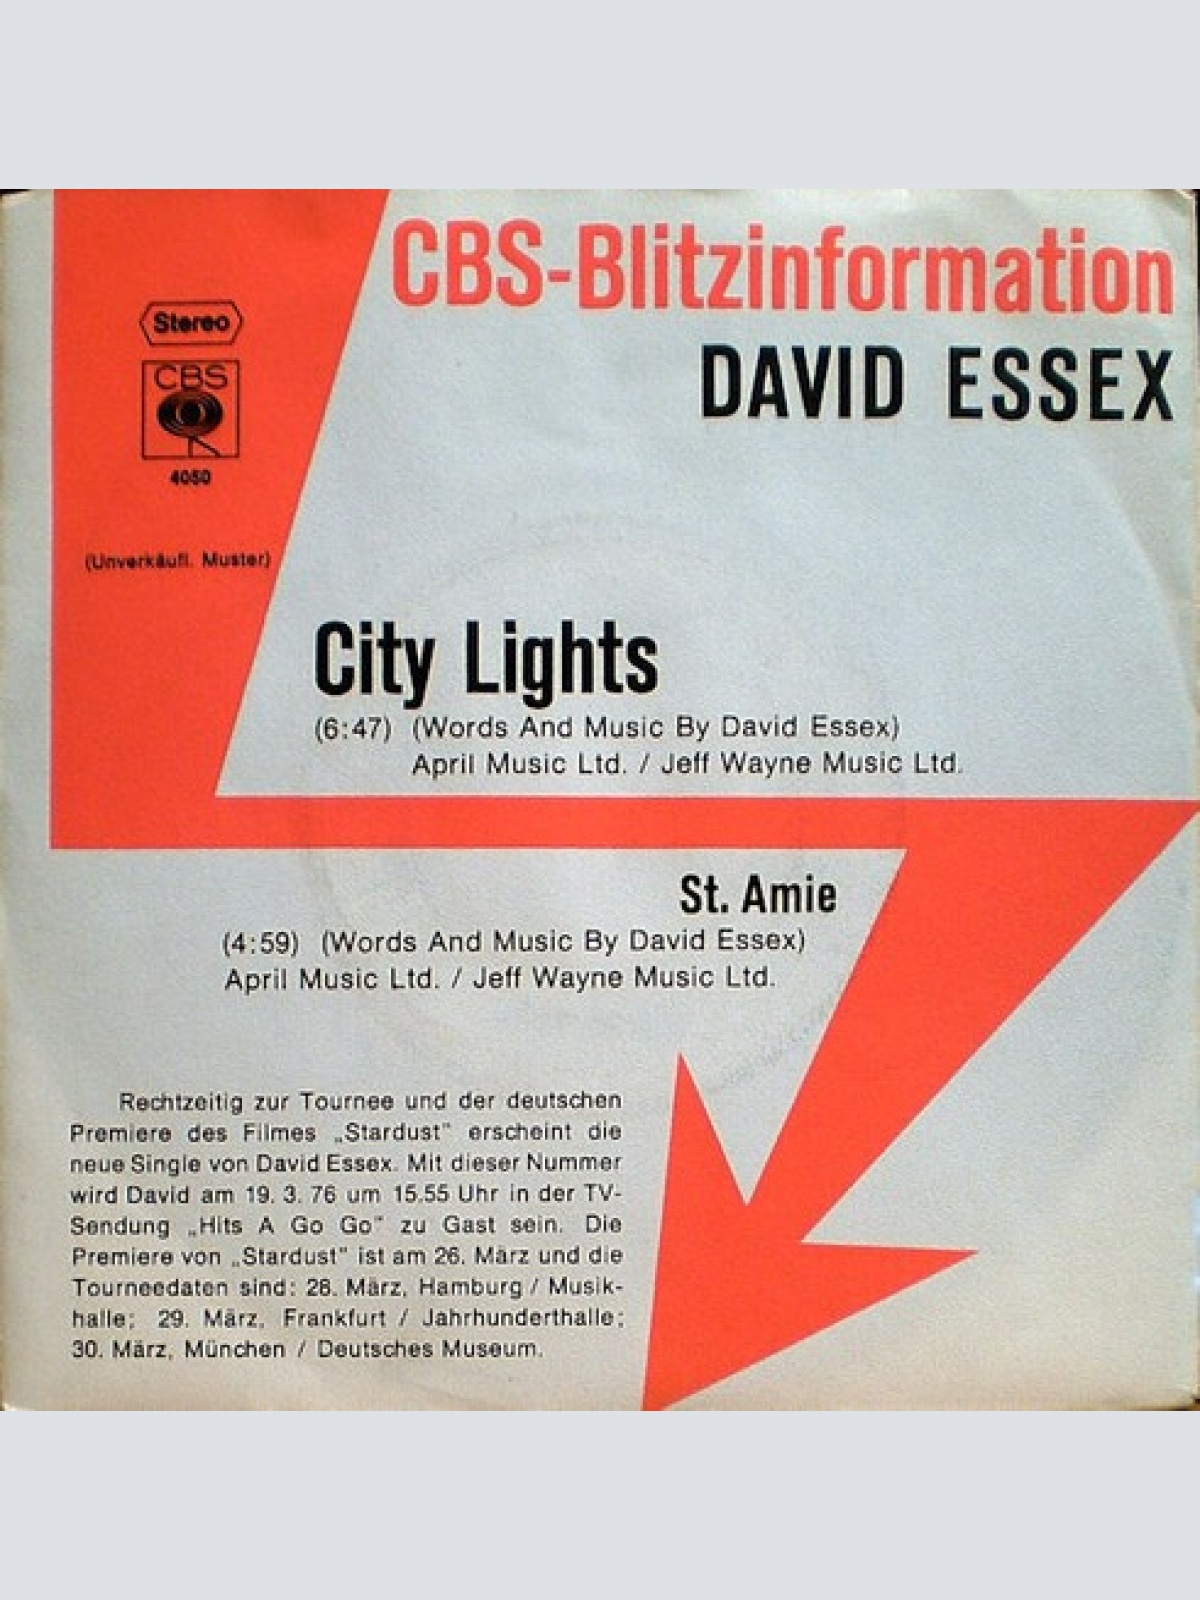 CBS-Blitzinformation
DAVID ESSEX
Stereo
CBS
4050
(Unverkäufl. Muster)
City Lights
(6:47) (Words And Music By David Essex)
April Music Ltd. / Jeff Wayne Music Ltd.
St. Amie
(4:59) (Words And Music By David Essex)
April Music Ltd. / Jeff Wayne Music Ltd.
Rechtzeitig zur Tournee und der deutschen
Premiere des Filmes „Stardust" erscheint die
neue Single von David Essex. Mit dieser Nummer
wird David am 19. 3. 76 um 15.55 Uhr in der TV-
Sendung „Hits A Go Go" zu Gast sein. Die
Premiere von „Stardust" ist am 26. März und die
Tourneedaten sind: 28. März, Hamburg / Musik-
halle; 29. März, Frankfurt / Jahrhunderthalle;
30. März, München / Deutsches Museum.